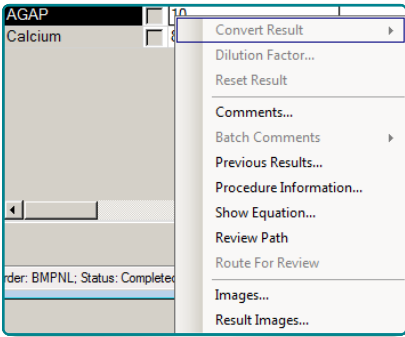 AGAP 10
Convert Result
Calcium 8
Dilution Factor...
Reset Result
Comments...
Batch Comments
Previous Results...
Procedure Information...
Show Equation...
Review Path
Route For Review
rder: BMPNL; Status: Completed
Images...
Result Images...